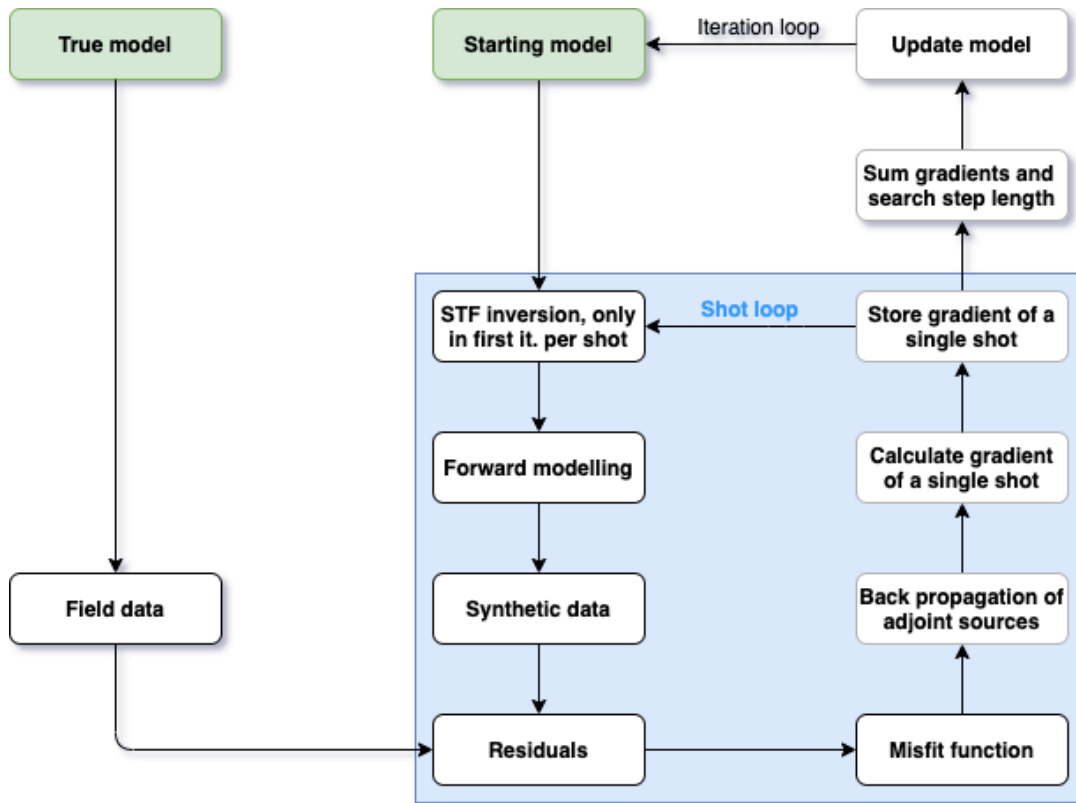 True model
Starting model
Iteration loop
Update model
Sum gradients and
search step length
STF inversion, only
in first it. per shot
Shot loop
Store gradient of a
single shot
Forward modelling
Calculate gradient
of a single shot
Field data
Synthetic data
Back propagation of
adjoint sources
Residuals
Misfit function